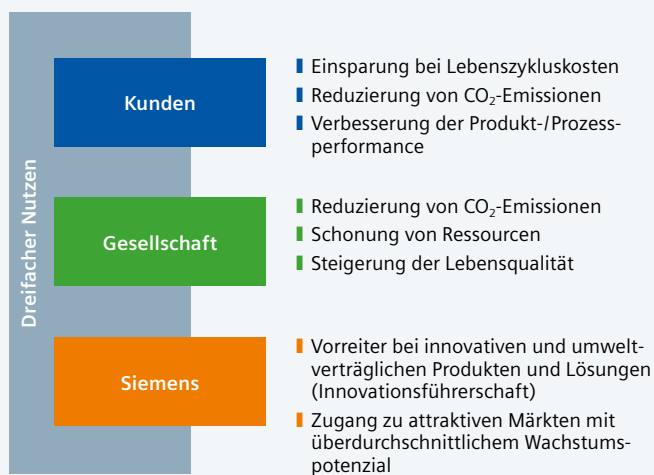 Dreifacher Nutzen
Kunden
Einsparung bei Lebenszykluskosten
Reduzierung von CO₂-Emissionen
Verbesserung der Produkt-/Prozess-
performance
Gesellschaft
Reduzierung von CO₂-Emissionen
Schonung von Ressourcen
Steigerung der Lebensqualität
Siemens
Vorreiter bei innovativen und umwelt-
verträglichen Produkten und Lösungen
(Innovationsführerschaft)
Zugang zu attraktiven Märkten mit
überdurchschnittlichem Wachstums-
potenzial